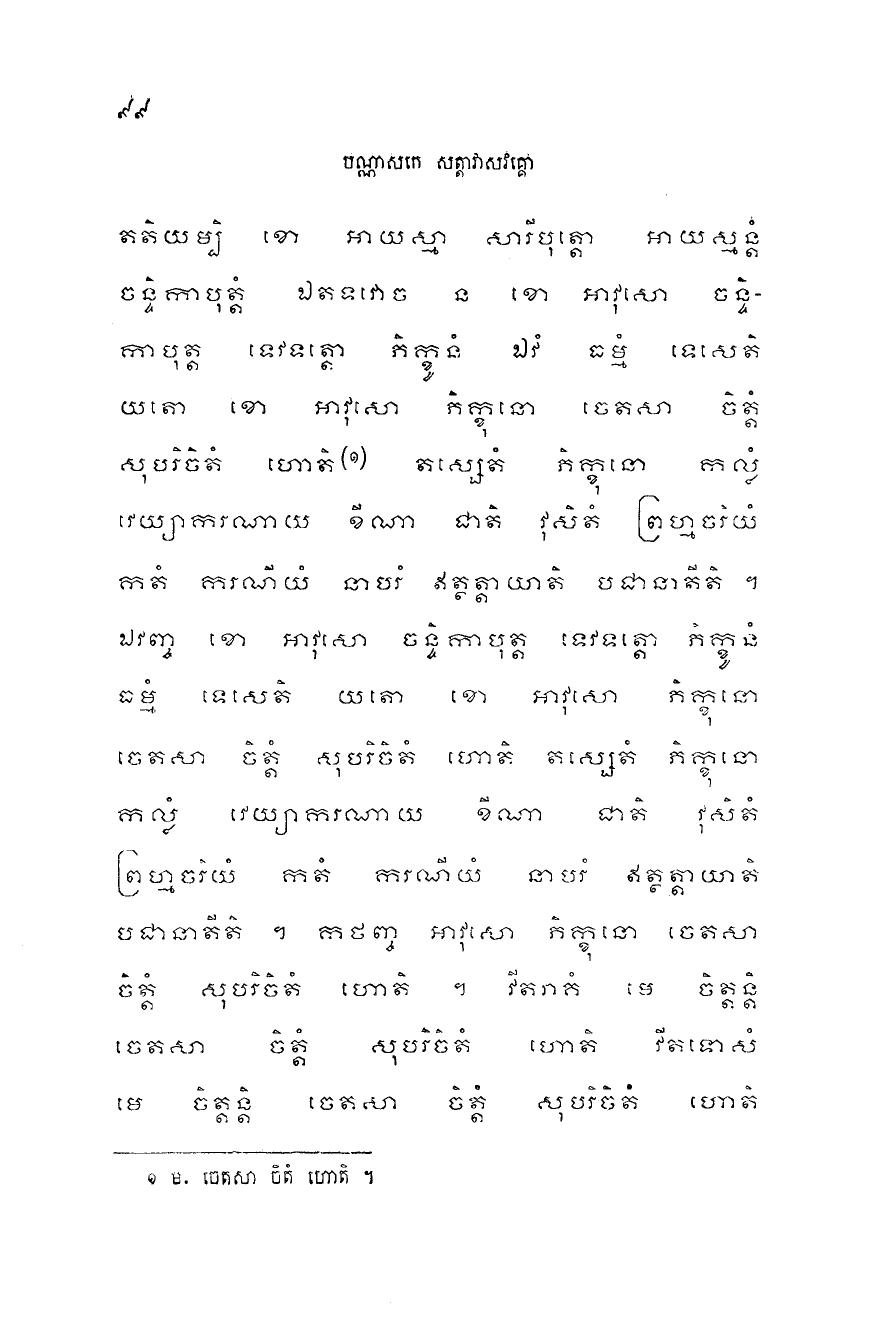 ៩៩
បណ្ណាសកេ សត្តាវាសវគ្គោ
តតិយម្បិ ខោ អាយស្មា សារីបុត្តោ អាយស្មន្តំ
ចន្ទិកាបុត្តំ ឯតទវោច ន ខោ អាវុសោ ចន្ទិ-
កាបុត្ត ទេវទត្តោ ភិក្ខូនំ ឯវំ ធម្មំ ទេសេតិ
យតោ ខោ អាវុសោ ភិក្ខុនោ ចេតសា ចិត្តំ
សុបរិចិតំ ហោតិ(១) តស្សេតំ ភិក្ខុនោ កល្លំ
វេយ្យាករណាយ ខីណា ជាតិ វុសិតំ ព្រហ្មចរិយំ
កតំ ករណីយំ នាបរំ ឥត្ថត្តាយាតិ បជានាតីតិ ។
ឯវញ្ច ខោ អាវុសោ ចន្ទិកាបុត្ត ទេវទត្តោ ភិក្ខូនំ
ធម្មំ ទេសេតិ យតោ ខោ អាវុសោ ភិក្ខុនោ
ចេតសា ចិត្តំ សុបរិចិតំ ហោតិ តស្សេតំ ភិក្ខុនោ
កល្លំ វេយ្យាករណាយ ខីណា ជាតិ វុសិតំ
ព្រហ្មចរិយំ កតំ ករណីយំ នាបរំ ឥត្ថត្តាយាតិ
បជានាតីតិ ។ កថញ្ច អាវុសោ ភិក្ខុនោ ចេតសា
ចិត្តំ សុបរិចិតំ ហោតិ ។ វីតរាគំ មេ ចិត្តន្តិ
ចេតសា ចិត្តំ សុបរិចិតំ ហោតិ វីតទោសំ
មេ ចិត្តន្តិ ចេតសា ចិត្តំ សុបរិចិតំ ហោតិ
១ ម. ចេតសា ចិតំ ហោតិ ។